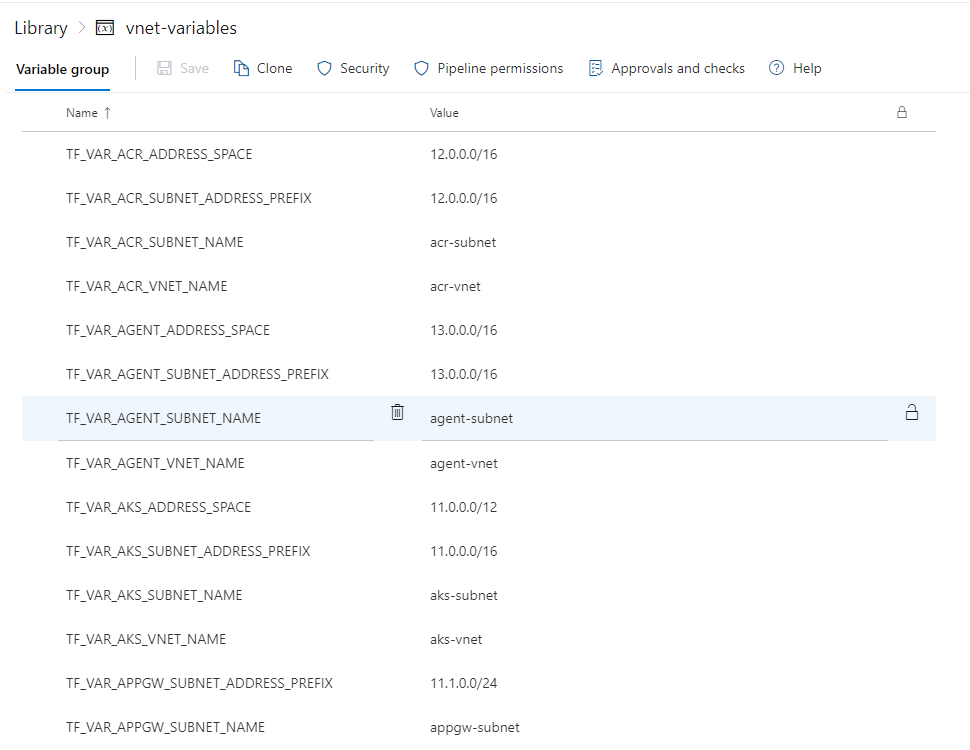 Library > vnet-variables
Variable group Save Clone Security Pipeline permissions Approvals and checks Help
Name ↑ Value
TF_VAR_ACR_ADDRESS_SPACE 12.0.0.0/16
TF_VAR_ACR_SUBNET_ADDRESS_PREFIX 12.0.0.0/16
TF_VAR_ACR_SUBNET_NAME acr-subnet
TF_VAR_ACR_VNET_NAME acr-vnet
TF_VAR_AGENT_ADDRESS_SPACE 13.0.0.0/16
TF_VAR_AGENT_SUBNET_ADDRESS_PREFIX 13.0.0.0/16
TF_VAR_AGENT_SUBNET_NAME agent-subnet
TF_VAR_AGENT_VNET_NAME agent-vnet
TF_VAR_AKS_ADDRESS_SPACE 11.0.0.0/12
TF_VAR_AKS_SUBNET_ADDRESS_PREFIX 11.0.0.0/16
TF_VAR_AKS_SUBNET_NAME aks-subnet
TF_VAR_AKS_VNET_NAME aks-vnet
TF_VAR_APPGW_SUBNET_ADDRESS_PREFIX 11.1.0.0/24
TF_VAR_APPGW_SUBNET_NAME appgw-subnet